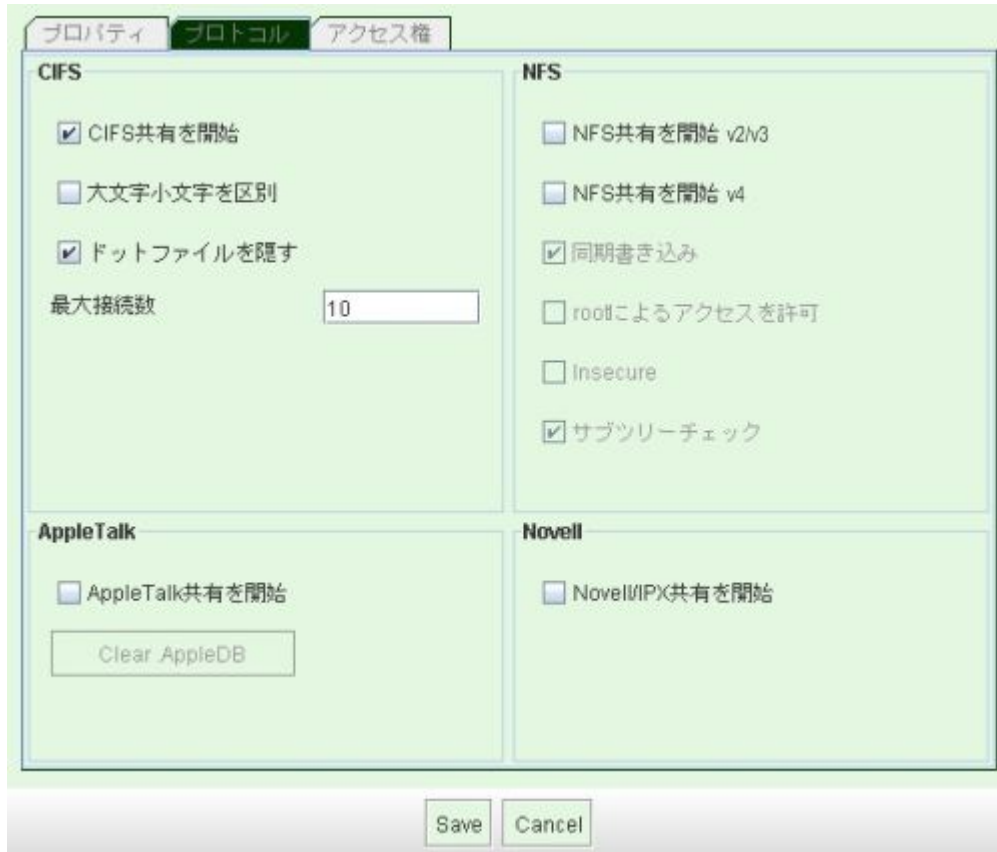 プロパティ プロトコル アクセス権
CIFS
CIFS共有を開始
大文字小文字を区別
ドットファイルを隠す
最大接続数 10
NFS
NFS共有を開始 v2/v3
NFS共有を開始 v4
同期書き込み
rootによるアクセスを許可
Insecure
サブツリーチェック
AppleTalk
AppleTalk共有を開始
Clear .AppleDB
Novell
Novell/IPX共有を開始
Save Cancel